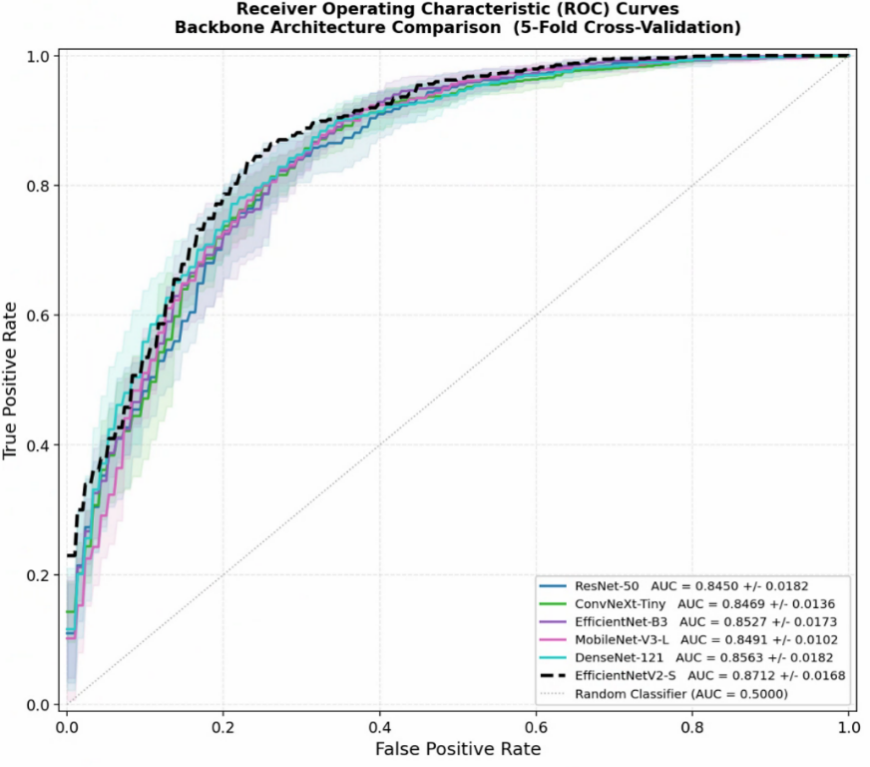 Receiver Operating Characteristic (ROC) Curves
Backbone Architecture Comparison (5-Fold Cross-Validation)
True Positive Rate
1.0
0.8
0.6
0.4
0.2
0.0
ResNet-50 AUC = 0.8450 +/- 0.0182
ConvNeXt-Tiny AUC = 0.8469 +/- 0.0136
EfficientNet-B3 AUC = 0.8527 +/- 0.0173
MobileNet-V3-L AUC = 0.8491 +/- 0.0102
DenseNet-121 AUC = 0.8563 +/- 0.0182
EfficientNetV2-S AUC = 0.8712 +/- 0.0168
Random Classifier (AUC = 0.5000)
0.0 0.2 0.4 0.6 0.8 1.0
False Positive Rate